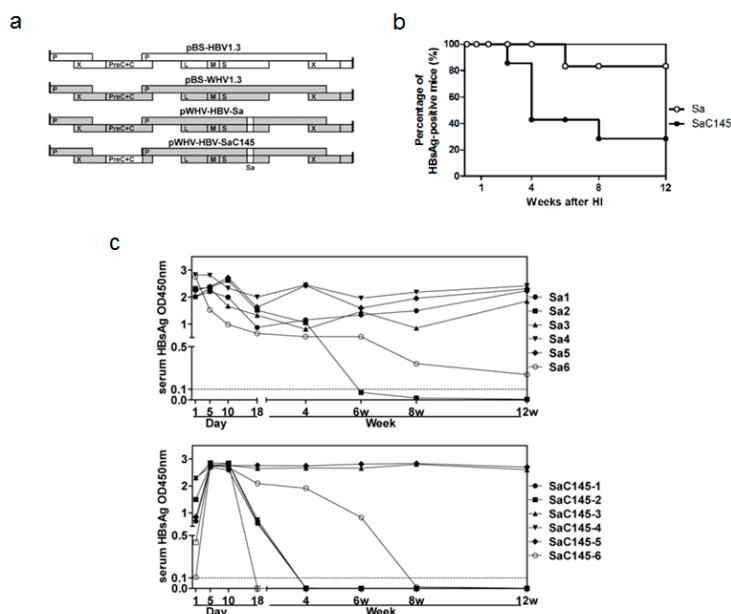 a
pBS-HBV1.3
P P
X PreC+C L M S X
pBS-WHV1.3
P P
X PreC+C L M S X
pWHV-HBV-Sa
P P
X PreC+C L M S X
pWHV-HBV-SaC145
P P
X PreC+C L M S X
Sa
b
Percentage of
HBsAg-positive mice (%)
100
80
60
40
20
0
1 4 8 12
Weeks after HI
Sa
SaC145
c
serum HBsAg OD450nm
3
2
1
0.5
0.1
0.0
1 5 10 18 4 6w 8w 12w
Day Week
Sa1
Sa2
Sa3
Sa4
Sa5
Sa6
serum HBsAg OD450nm
3
2
1
0.5
0.1
0.0
1 5 10 18 4 6w 8w 12w
Day Week
SaC145-1
SaC145-2
SaC145-3
SaC145-4
SaC145-5
SaC145-6